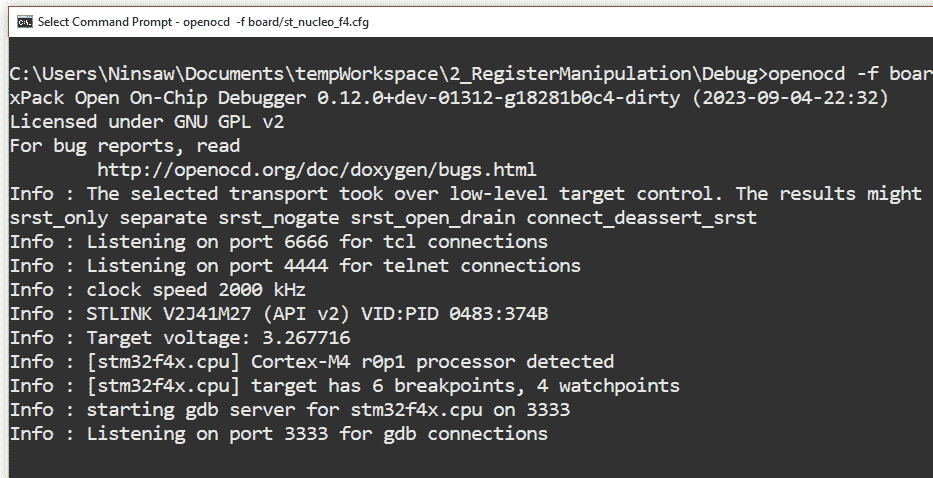 Select Command Prompt - openocd -f board/st_nucleo_f4.cfg
C:\Users\Ninsaw\Documents\tempWorkspace\2_RegisterManipulation\Debug>openocd -f boar
xPack Open On-Chip Debugger 0.12.0+dev-01312-g18281b0c4-dirty (2023-09-04-22:32)
Licensed under GNU GPL v2
For bug reports, read
http://openocd.org/doc/doxygen/bugs.html
Info : The selected transport took over low-level target control. The results might
srst_only separate srst_nogate srst_open_drain connect_deassert_srst
Info : Listening on port 6666 for tcl connections
Info : Listening on port 4444 for telnet connections
Info : clock speed 2000 kHz
Info : STLINK V2J41M27 (API v2) VID:PID 0483:374B
Info : Target voltage: 3.267716
Info : [stm32f4x.cpu] Cortex-M4 r0p1 processor detected
Info : [stm32f4x.cpu] target has 6 breakpoints, 4 watchpoints
Info : starting gdb server for stm32f4x.cpu on 3333
Info : Listening on port 3333 for gdb connections